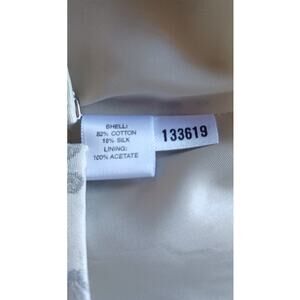 SHELL:
82% COTTON
18% SILK
LINING:
100% ACETATE
133619